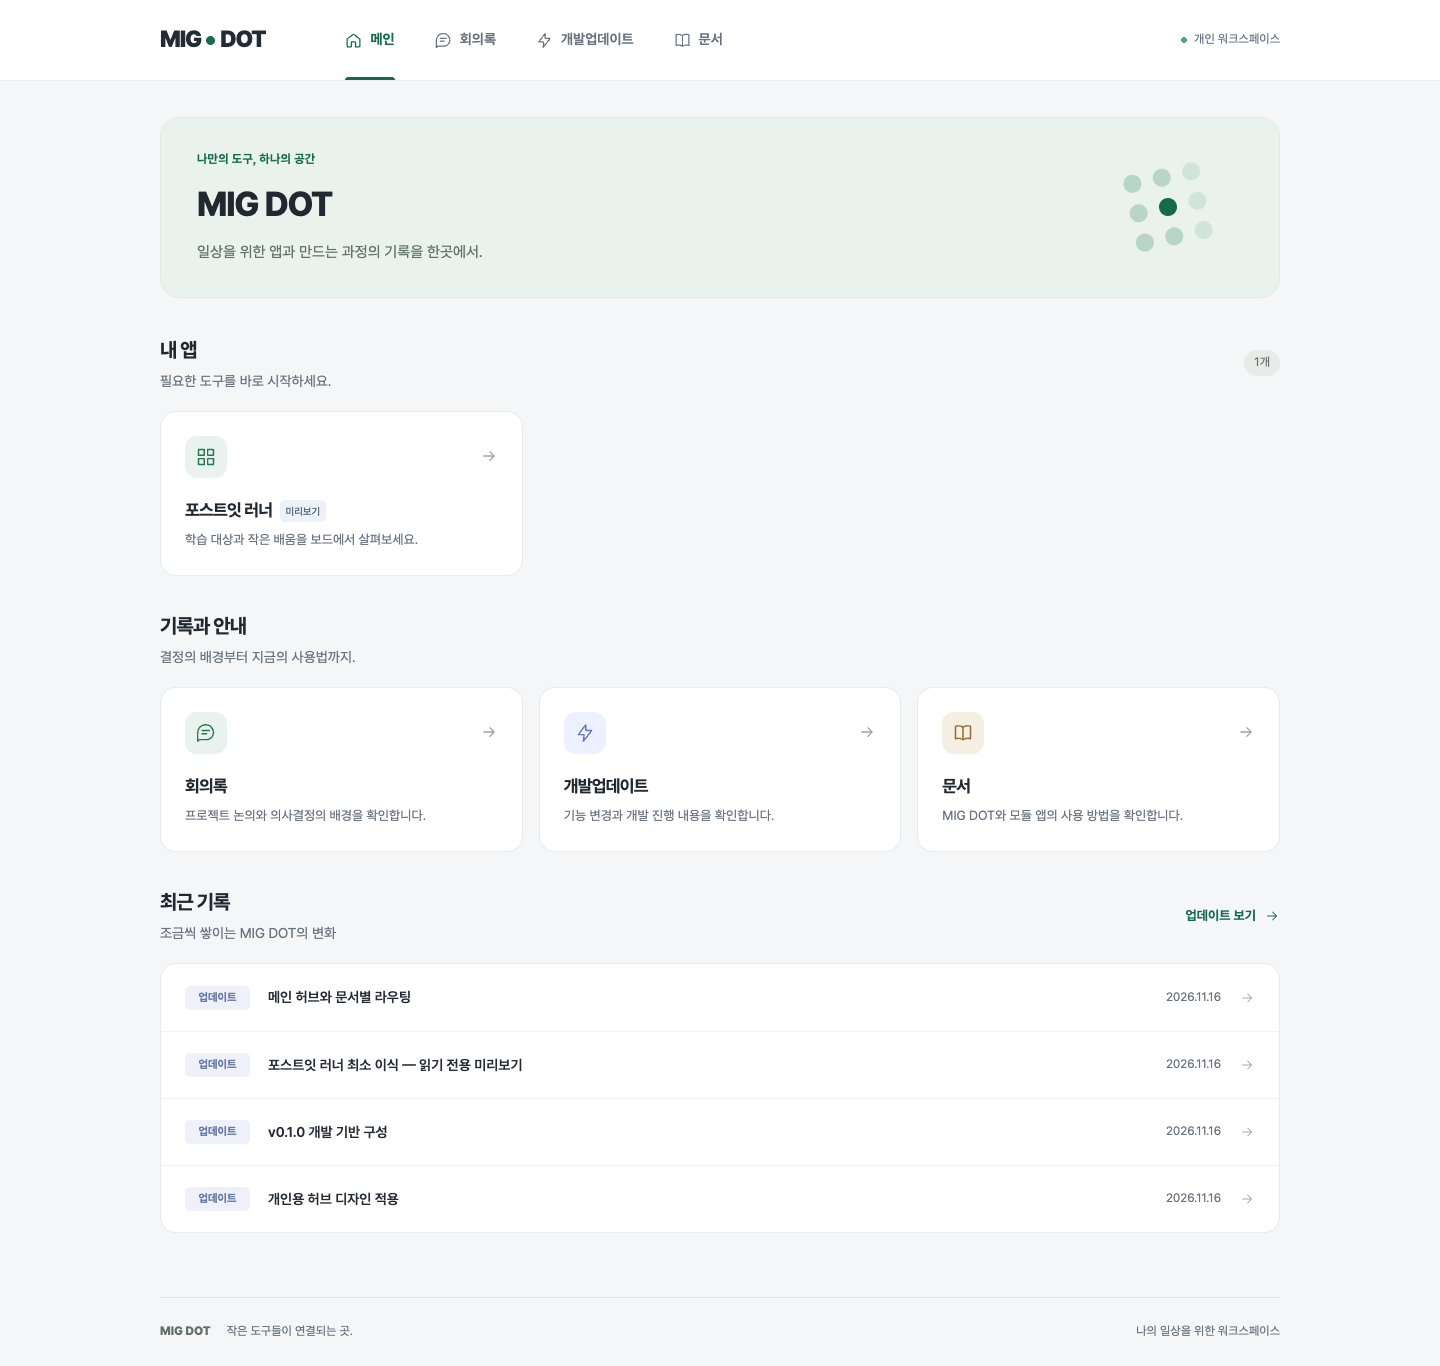 MIG DOT
메인
회의록
개발업데이트
문서
개인 워크스페이스
나만의 도구, 하나의 공간
MIG DOT
일상을 위한 앱과 만드는 과정의 기록을 한곳에서.
내 앱
필요한 도구를 바로 시작하세요.
1개
포스트잇 러너 미리보기
학습 대상과 작은 배움을 보드에서 살펴보세요.
기록과 안내
결정의 배경부터 지금의 사용법까지.
회의록
프로젝트 논의와 의사결정의 배경을 확인합니다.
개발업데이트
기능 변경과 개발 진행 내용을 확인합니다.
문서
MIG DOT와 모듈 앱의 사용 방법을 확인합니다.
최근 기록
조금씩 쌓이는 MIG DOT의 변화
업데이트 보기
업데이트 메인 허브와 문서별 라우팅 2026.11.16
업데이트 포스트잇 러너 최소 이식 — 읽기 전용 미리보기 2026.11.16
업데이트 v0.1.0 개발 기반 구성 2026.11.16
업데이트 개인용 허브 디자인 적용 2026.11.16
MIG DOT 작은 도구들이 연결되는 곳.
나의 일상을 위한 워크스페이스